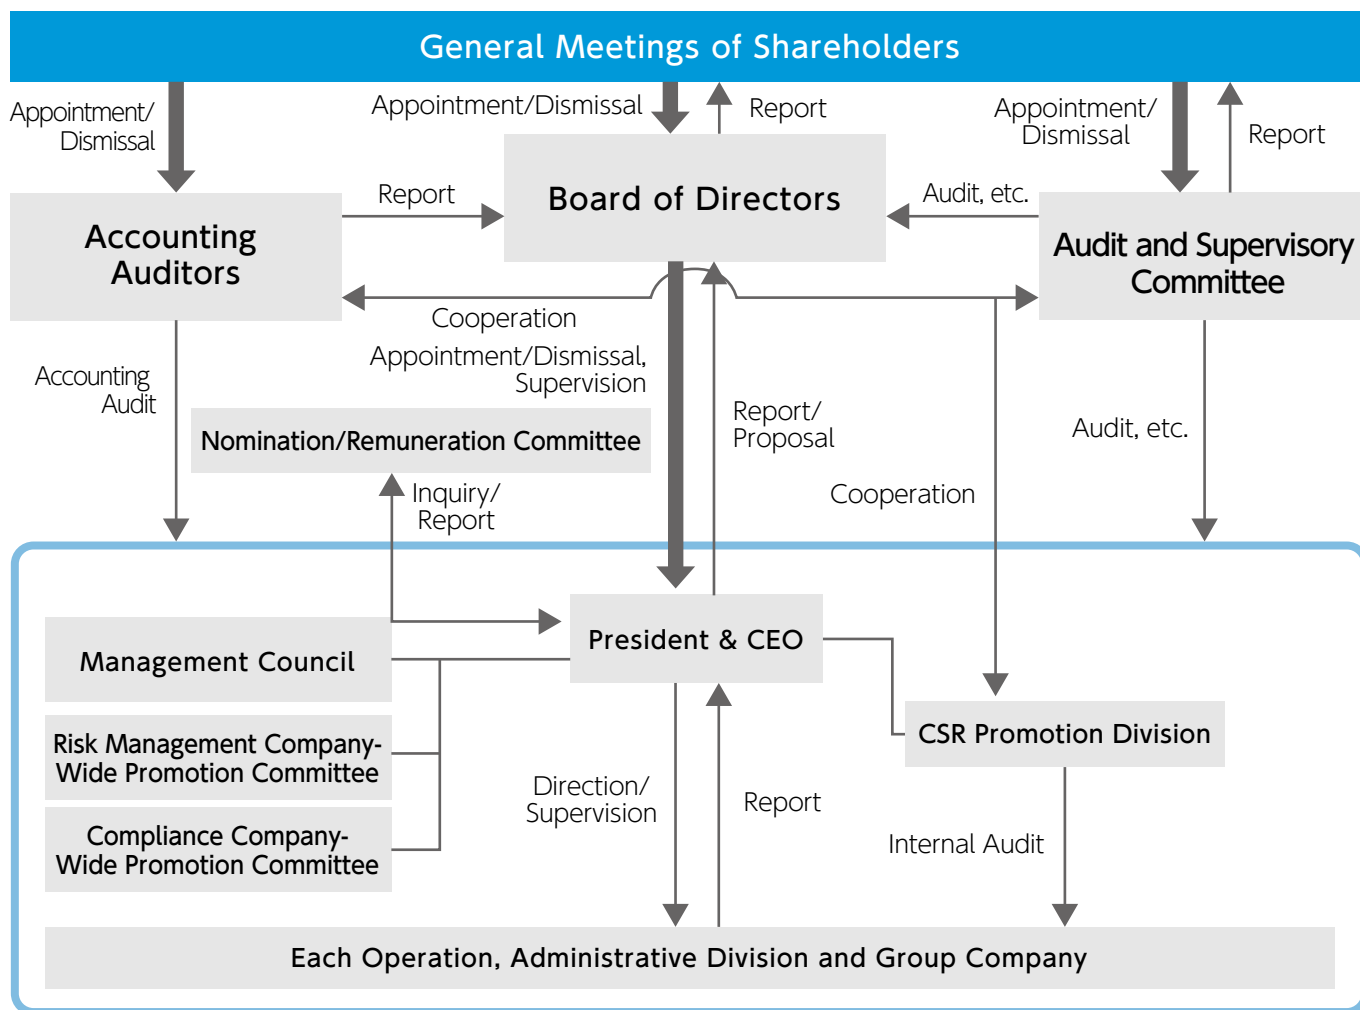 General Meetings of Shareholders
Appointment/
Dismissal
Appointment/Dismissal
Report
Appointment/
Dismissal
Report
Report
Board of Directors
Audit, etc.
Accounting
Auditors
Audit and Supervisory
Committee
Cooperation
Appointment/Dismissal,
Supervision
Accounting
Audit
Report/
Proposal
Audit, etc.
Nomination/Remuneration Committee
Inquiry/
Report
Cooperation
President & CEO
Management Council
CSR Promotion Division
Risk Management Company-
Wide Promotion Committee
Direction/
Supervision
Report
Compliance Company-
Wide Promotion Committee
Internal Audit
Each Operation, Administrative Division and Group Company